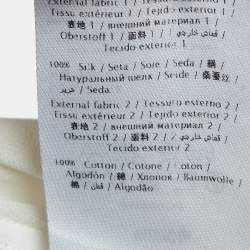 External fabric 1 / Tessuto esterno 1 /
Tissu extérieur 1 /
表地 1 / внешний материал 1 /
Oberstoff 1 / 面料 1 / قماش خارجي 1 /
Tecido exterior 1
100% Silk / Seta / Soie / Seda / 絹 /
Натуральный шелк / Seide / 桑蚕丝 /
حرير / Seda
External fabric 2 / Tessuto esterno 2 /
Tissu extérieur 2 / Tejido exterior 2 /
表地 2 / внешний материал 2 /
Oberstoff 2 / 面料 2 / قماش خارجي 2 /
Tecido exterior 2
100% Cotton / Cotone / Coton /
Algodón / 綿 / Хлопок / Baumwolle /
棉 / قطن / Algodão